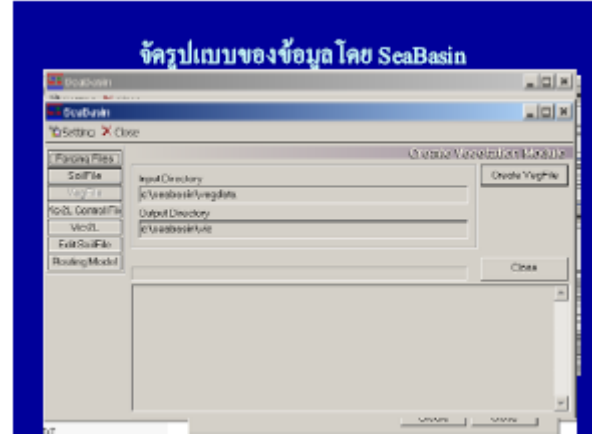 จัดรูปแบบของข้อมูล โดย SeaBasin
SeaBasin
SeaBasin
Setting Close
Create Vegetation Module
Forcing Files
SoilFile
VegFile
Vic2L Control File
Vic2L
Edit SoilFile
Routing Model
Input Directory
c:\seabasin\vegdata
Output Directory
c:\seabasin\vic
Create VegFile
Close